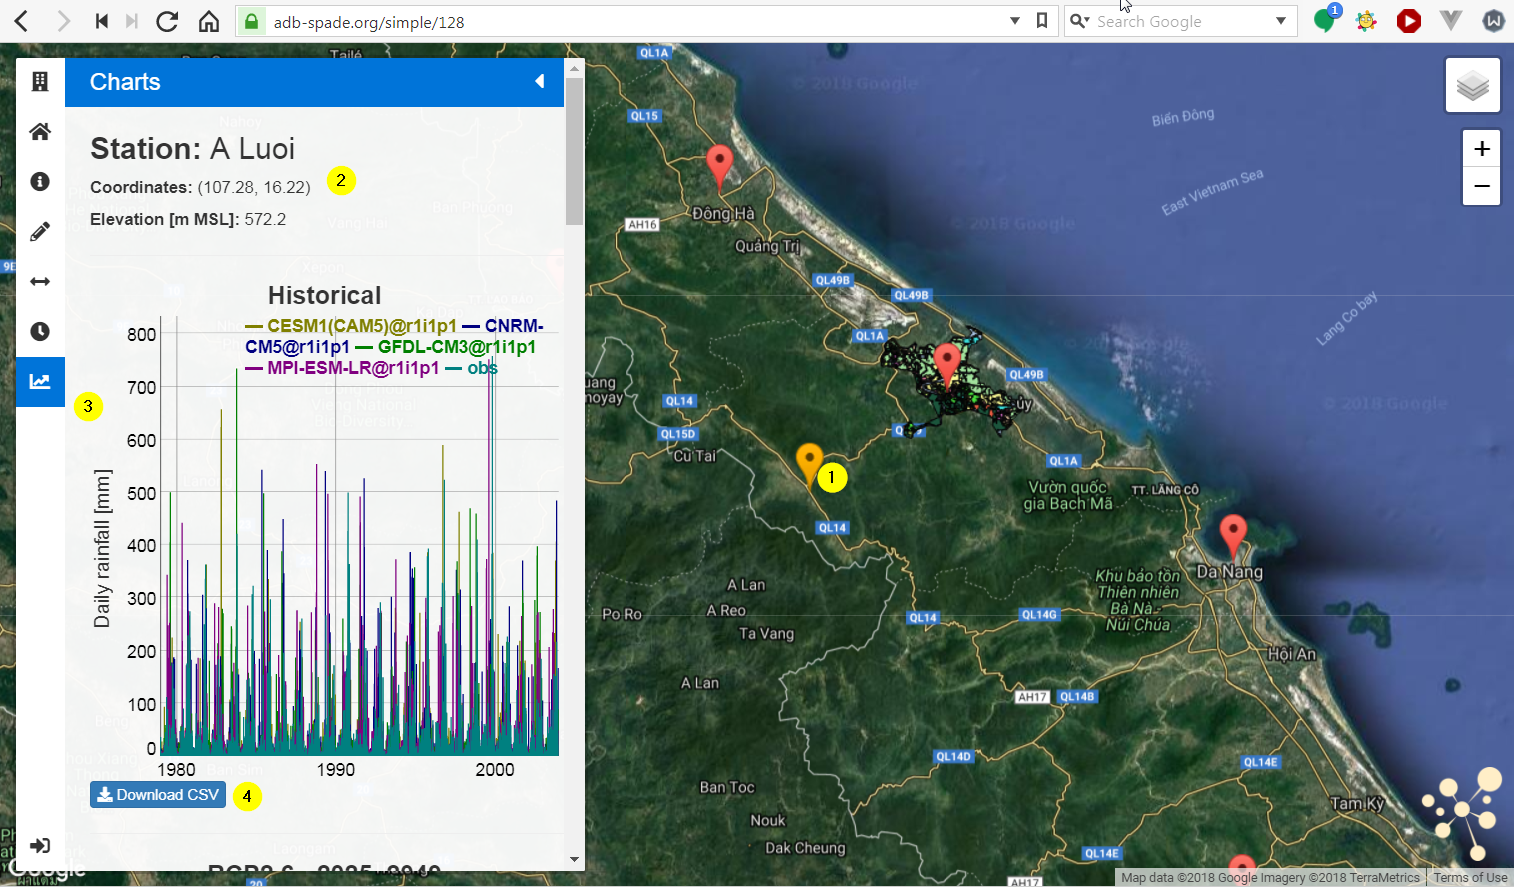 adb-spade.org/simple/128
Search Google
1
Charts
Station: A Luoi
Coordinates: (107.28, 16.22)
2
Elevation [m MSL]: 572.2
Historical
CESM1(CAM5)@r1i1p1 CNRM-
CM5@r1i1p1 GFDL-CM3@r1i1p1
MPI-ESM-LR@r1i1p1 obs
3
Daily rainfall [mm]
800
700
600
500
400
300
200
100
0
1980
1990
2000
Download CSV
4
QL1A
© 2018 Google
QL15
Biển Đông
East Vietnam Sea
AH16
Đông Hà
Quảng Trị
© 2018 Google
QL49B
QL49B
Lang Co bay
QL1A
© 2018 Google
QL49B
© 2018 Google
QL14
QL15D
Cũ Tai
1
QL1A
Vườn quốc
gia Bạch Mã
TT. LĂNG CÔ
QL14
Da Nang
Khu bảo tồn
Thiên nhiên
Bà Nà -
Núi Chúa
A Lan
A Reo
Po Ro
Ta Vang
QL14
QL14G
Hội An
A Lan
AH17
QL14B
QL14D
QL14E
Ban Toc
Tam Kỳ
Nouk
Dak Cheung
QL14E
AH17
20
Google
Map data ©2018 Google Imagery ©2018 TerraMetrics
Terms of Use